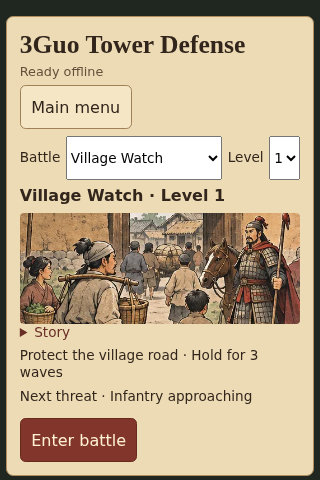 3Guo Tower Defense
Ready offline
Main menu
Battle Village Watch Level 1
Village Watch · Level 1
▶ Story
Protect the village road · Hold for 3
waves
Next threat · Infantry approaching
Enter battle